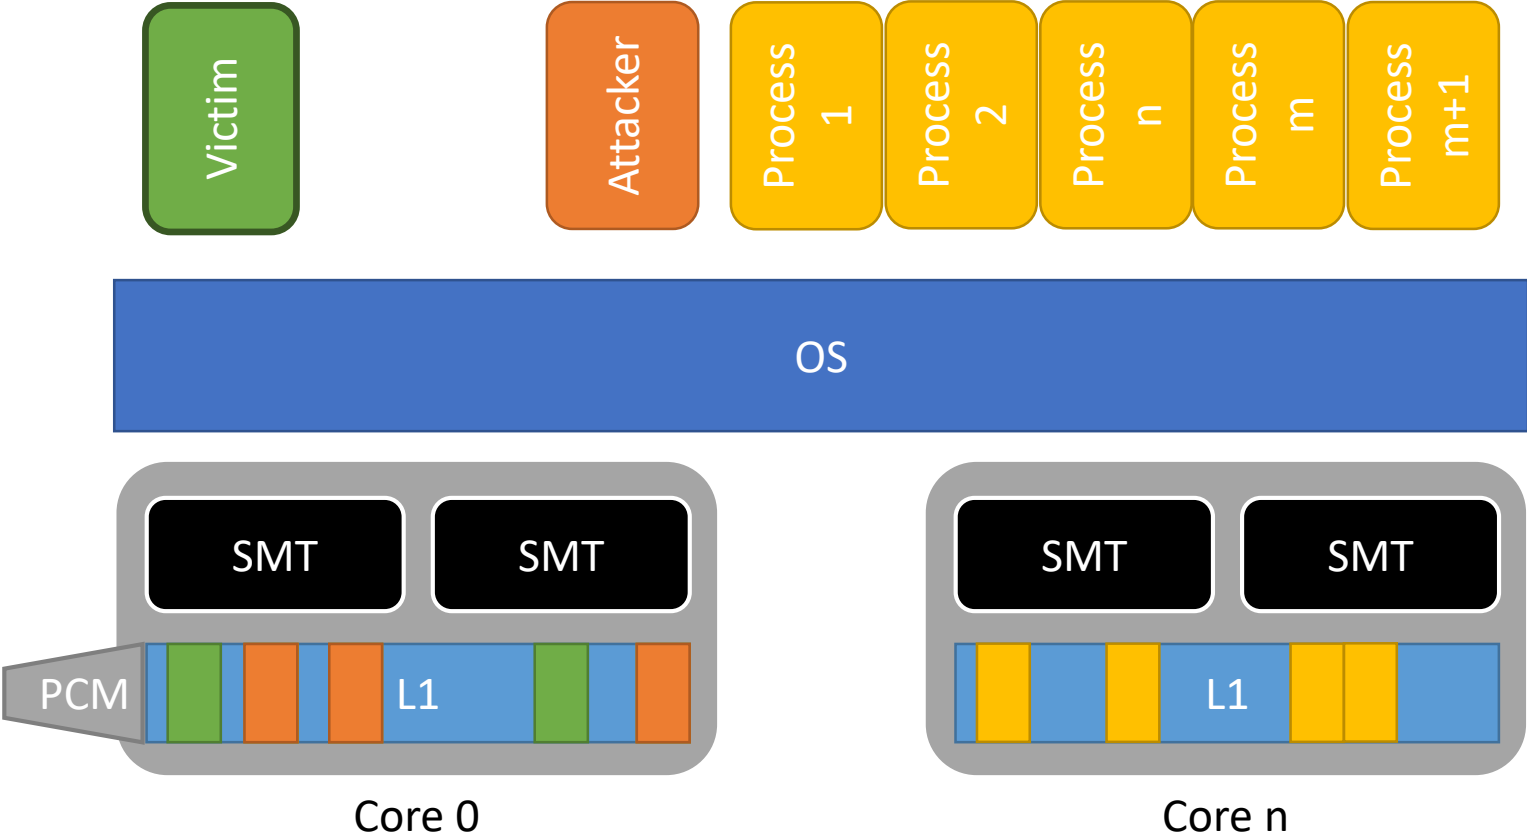 Victim
Attacker
Process
1
Process
2
Process
n
Process
m
Process
m+1
OS
SMT
SMT
SMT
SMT
PCM
L1
L1
Core 0
Core n